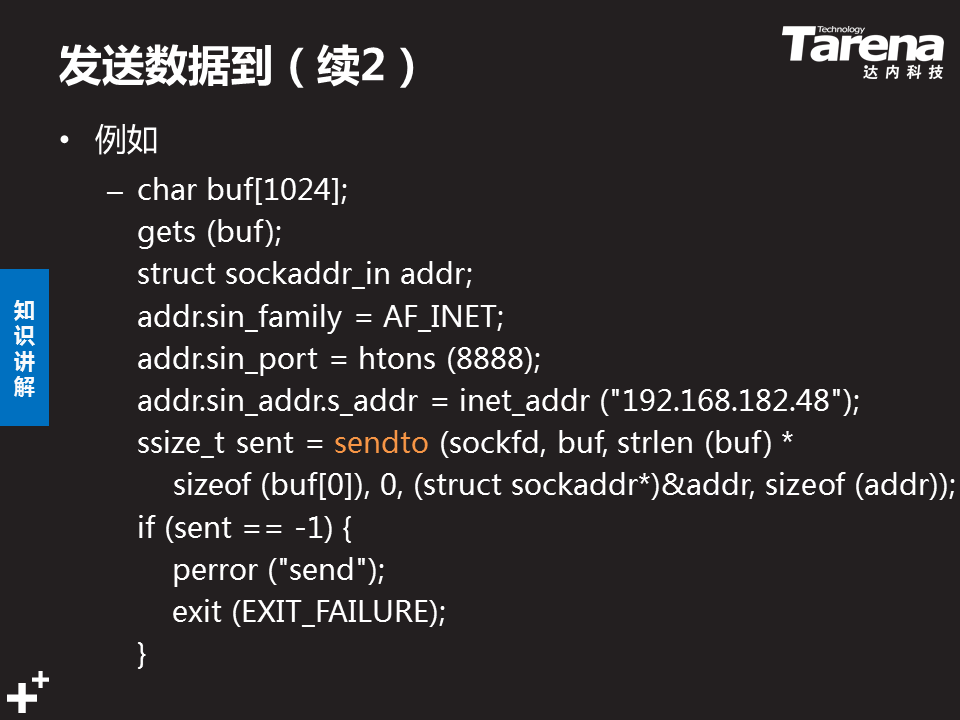 发送数据到（续2）
Technology
Tarena
达内科技
• 例如
– char buf[1024];
gets (buf);
struct sockaddr_in addr;
addr.sin_family = AF_INET;
addr.sin_port = htons (8888);
addr.sin_addr.s_addr = inet_addr ("192.168.182.48");
ssize_t sent = sendto (sockfd, buf, strlen (buf) *
sizeof (buf[0]), 0, (struct sockaddr*)&addr, sizeof (addr));
if (sent == -1) {
perror ("send");
exit (EXIT_FAILURE);
}
知识讲解